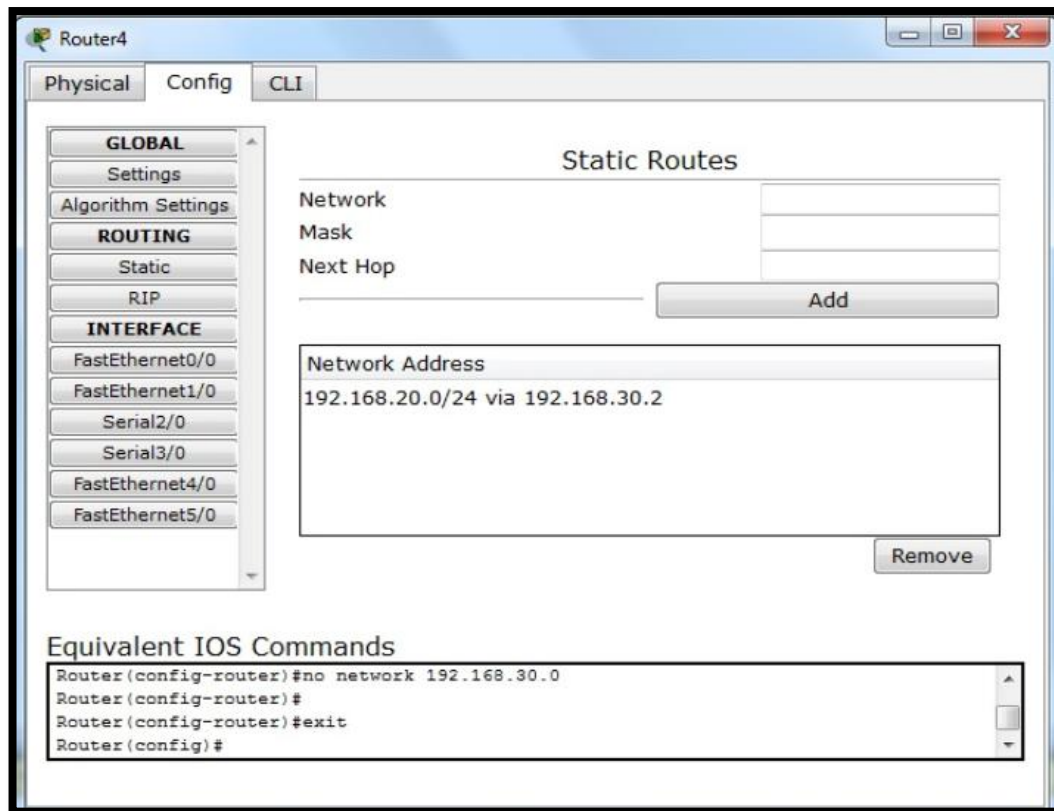 Router4
Physical Config CLI
GLOBAL
Settings
Algorithm Settings
ROUTING
Static
RIP
INTERFACE
FastEthernet0/0
FastEthernet1/0
Serial2/0
Serial3/0
FastEthernet4/0
FastEthernet5/0
Static Routes
Network
Mask
Next Hop
Add
Network Address
192.168.20.0/24 via 192.168.30.2
Remove
Equivalent IOS Commands
Router(config-router)#no network 192.168.30.0
Router(config-router)#
Router(config-router)#exit
Router(config)#